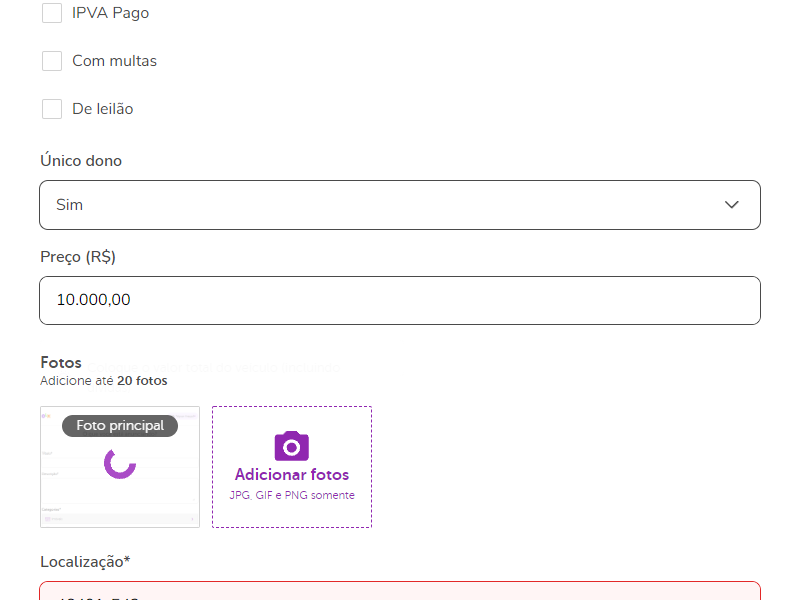 IPVA Pago
Com multas
De leilão
Único dono
Sim
Preço (R$)
10.000,00
Fotos
Adicione até 20 fotos
Foto principal
Adicionar fotos
JPG, GIF e PNG somente
Localização*